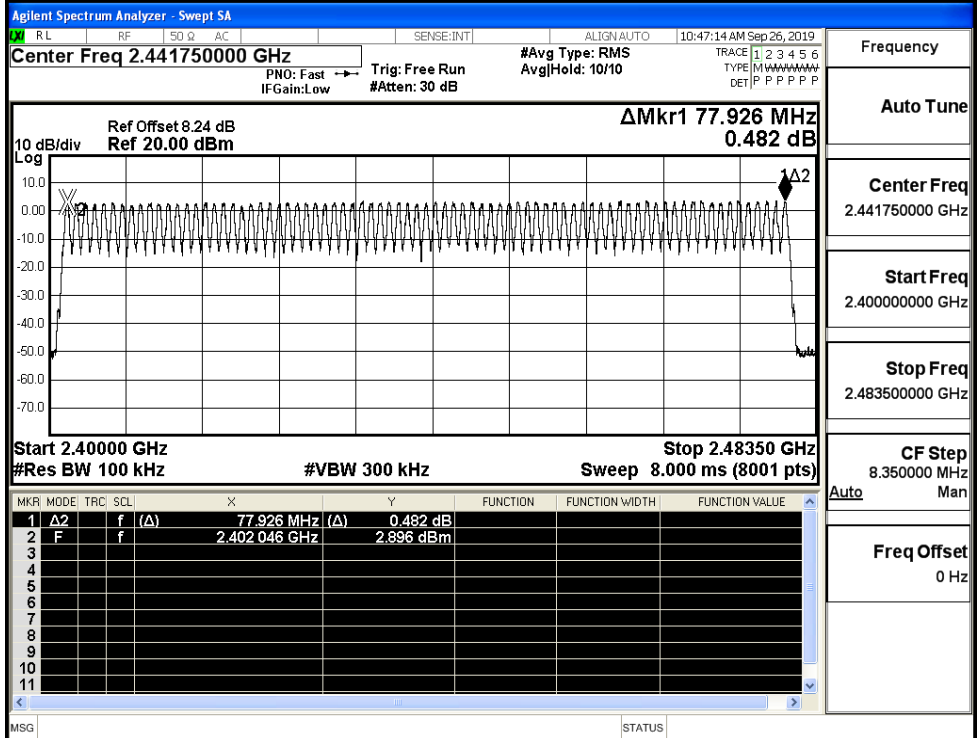 Agilent Spectrum Analyzer - Swept SA
LXI RL RF 50 Ω AC SENSE:INT ALIGN AUTO 10:47:14 AM Sep 26, 2019
Center Freq 2.441750000 GHz
PNO: Fast
IFGain:Low
Trig: Free Run
#Atten: 30 dB
#Avg Type: RMS
Avg|Hold: 10/10
TRACE 1 2 3 4 5 6
TYPE M WWWWW
DET P P P P P P
Frequency
Auto Tune
Center Freq
2.441750000 GHz
Start Freq
2.400000000 GHz
Stop Freq
2.483500000 GHz
CF Step
8.350000 MHz
Auto Man
Freq Offset
0 Hz
ΔMkr1 77.926 MHz
0.482 dB
Ref Offset 8.24 dB
10 dB/div Ref 20.00 dBm
Log
10.0
0.00
-10.0
-20.0
-30.0
-40.0
-50.0
-60.0
-70.0
2
1Δ2
Start 2.40000 GHz Stop 2.48350 GHz
#Res BW 100 kHz #VBW 300 kHz Sweep 8.000 ms (8001 pts)
MKR MODE TRC SCL X Y FUNCTION FUNCTION WIDTH FUNCTION VALUE
1 Δ2 f (Δ) 77.926 MHz (Δ) 0.482 dB
2 F f 2.402 046 GHz 2.896 dBm
3
4
5
6
7
8
9
10
11
MSG STATUS